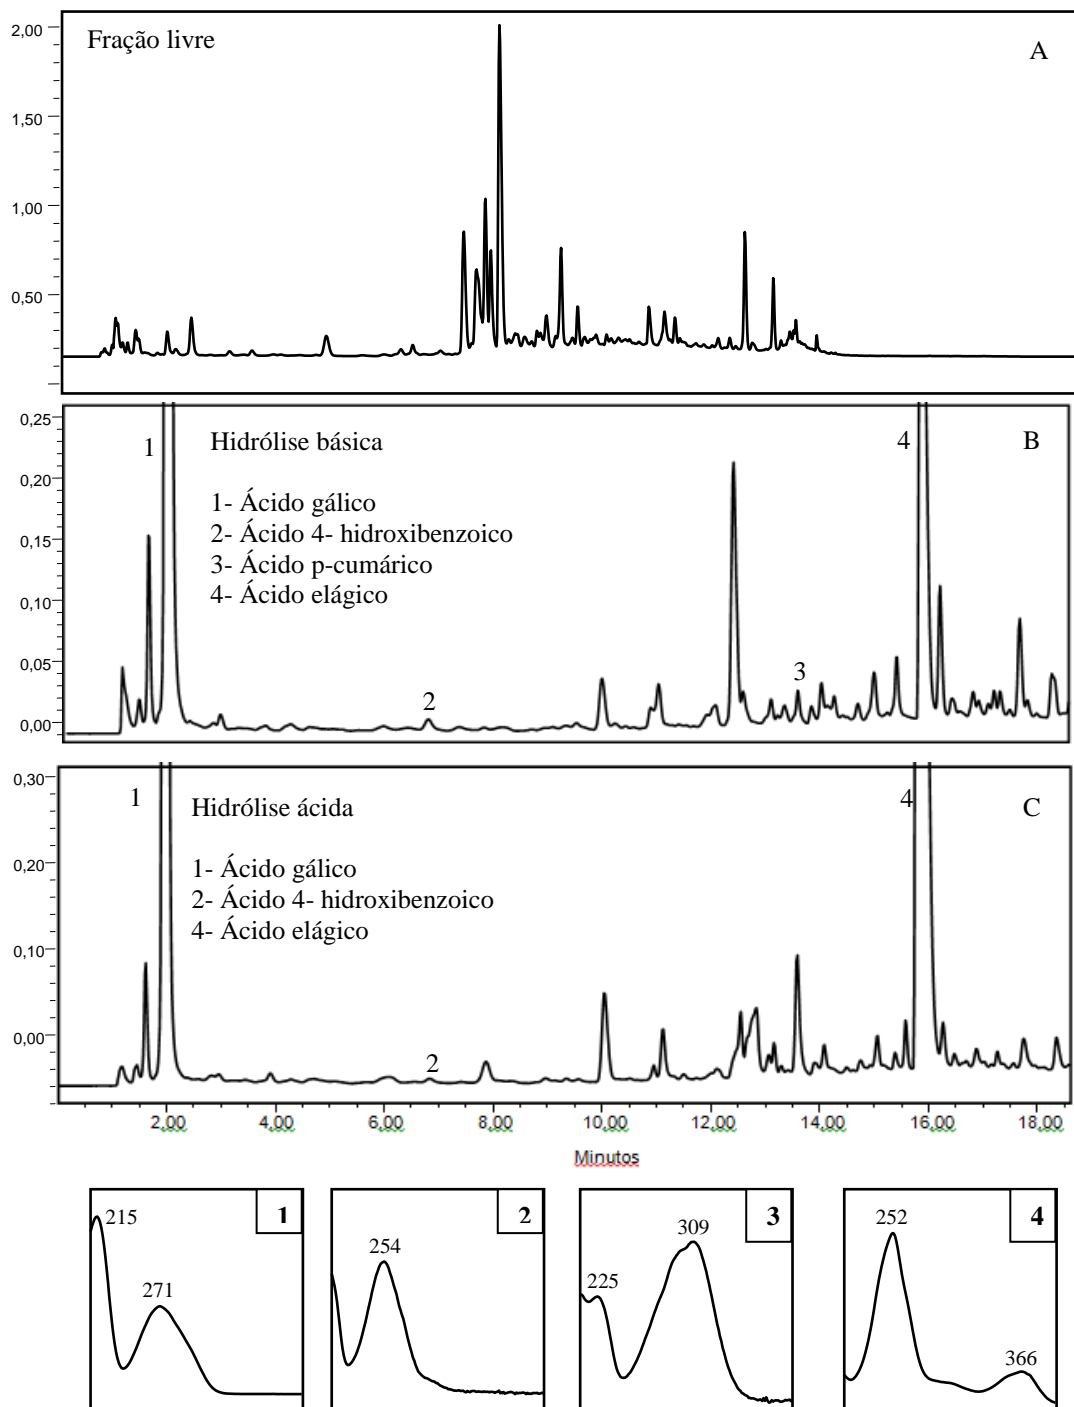 Fração livre
A
2,00
1,50
1,00
0,50
0,25
0,20
0,15
0,10
0,05
0,00
1
Hidrólise básica
4
B
1- Ácido gálico
2- Ácido 4- hidroxibenzoico
3- Ácido p-cumárico
4- Ácido elágico
2
3
0,30
0,20
0,10
0,00
1
Hidrólise ácida
4
C
1- Ácido gálico
2- Ácido 4- hidroxibenzoico
4- Ácido elágico
2
2,00 4,00 6,00 8,00 10,00 12,00 14,00 16,00 18,00
Minutos
215
271
1
254
2
225
309
3
252
366
4